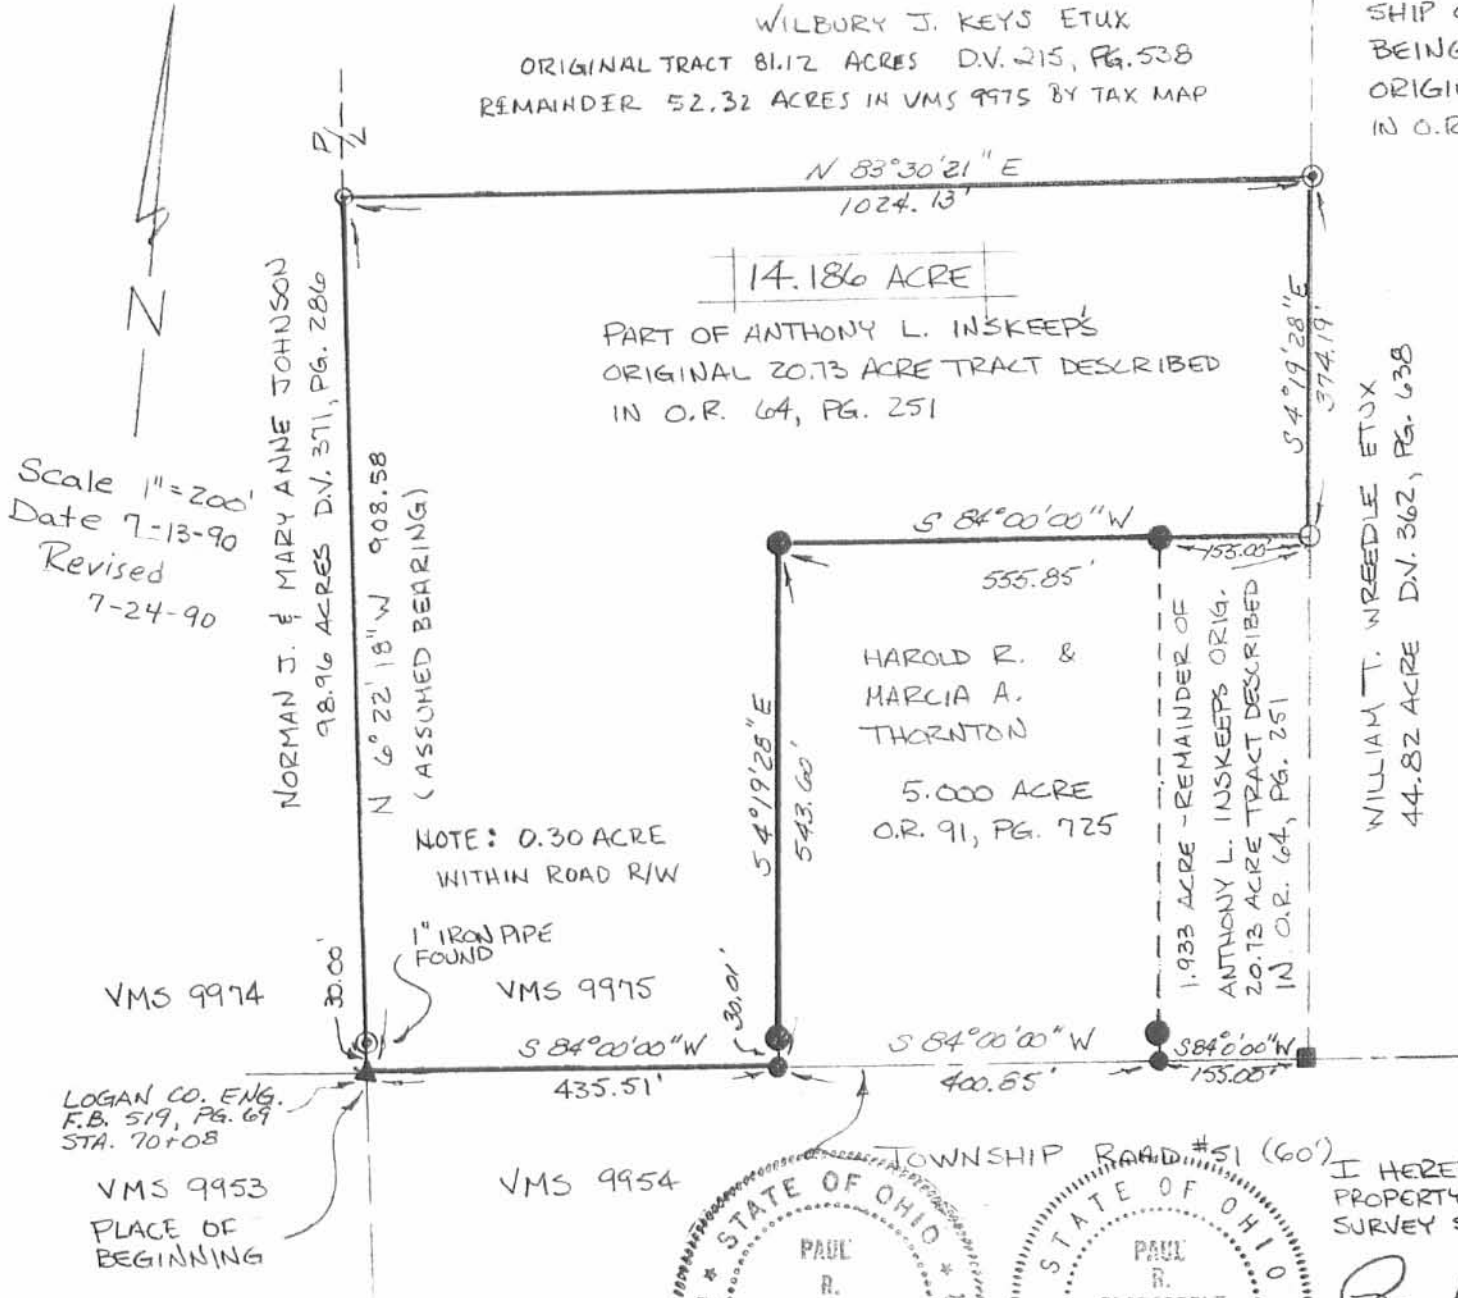 WILBURY J. KEYS ETUX
ORIGINAL TRACT 81.12 ACRES D.V. 215, PG. 538
REMAINDER 52.32 ACRES IN VMS 9975 BY TAX MAP
SHIP
BEING
IN O.R
P/L
N 83°30'21" E
1024.13'
N
14.186 ACRE
PART OF ANTHONY L. INSKEEP'S
ORIGINAL 20.73 ACRE TRACT DESCRIBED
IN O.R. 64, PG. 251
S 4°19'28" E
374.19'
Scale 1"=200'
Date 7-13-90
Revised
7-24-90
NORMAN J. & MARY ANNE JOHNSON
98.96 ACRES D.V. 371, PG. 286
N 6°22'18" W 908.58
(ASSUMED BEARING)
WILLIAM T. WREEDLE ETUX
44.82 ACRE D.V. 362, PG. 638
S 84°00'00" W
555.85'
155.00'
HAROLD R. &
MARCIA A.
THORNTON
5.000 ACRE
O.R. 91, PG. 725
S 4°19'28" E
543.60'
1.933 ACRE - REMAINDER OF
ANTHONY L. INSKEEPS ORIG.
20.73 ACRE TRACT DESCRIBED
IN O.R. 64, PG. 251
NOTE: 0.30 ACRE
WITHIN ROAD R/W
1" IRON PIPE
FOUND
30.00'
30.01'
VMS 9974
VMS 9975
S 84°00'00" W
435.51'
S 84°00'00" W
400.85'
S 84°0'00" W
155.00'
LOGAN CO. ENG.
F.B. 519, PG. 69
STA. 70+08
VMS 9953
PLACE OF
BEGINNING
VMS 9954
TOWNSHIP ROAD #51 (60')
I HERE
PROPERTY
SURVEY
STATE OF OHIO
PAUL
R.
STATE OF OHIO
PAUL
R.